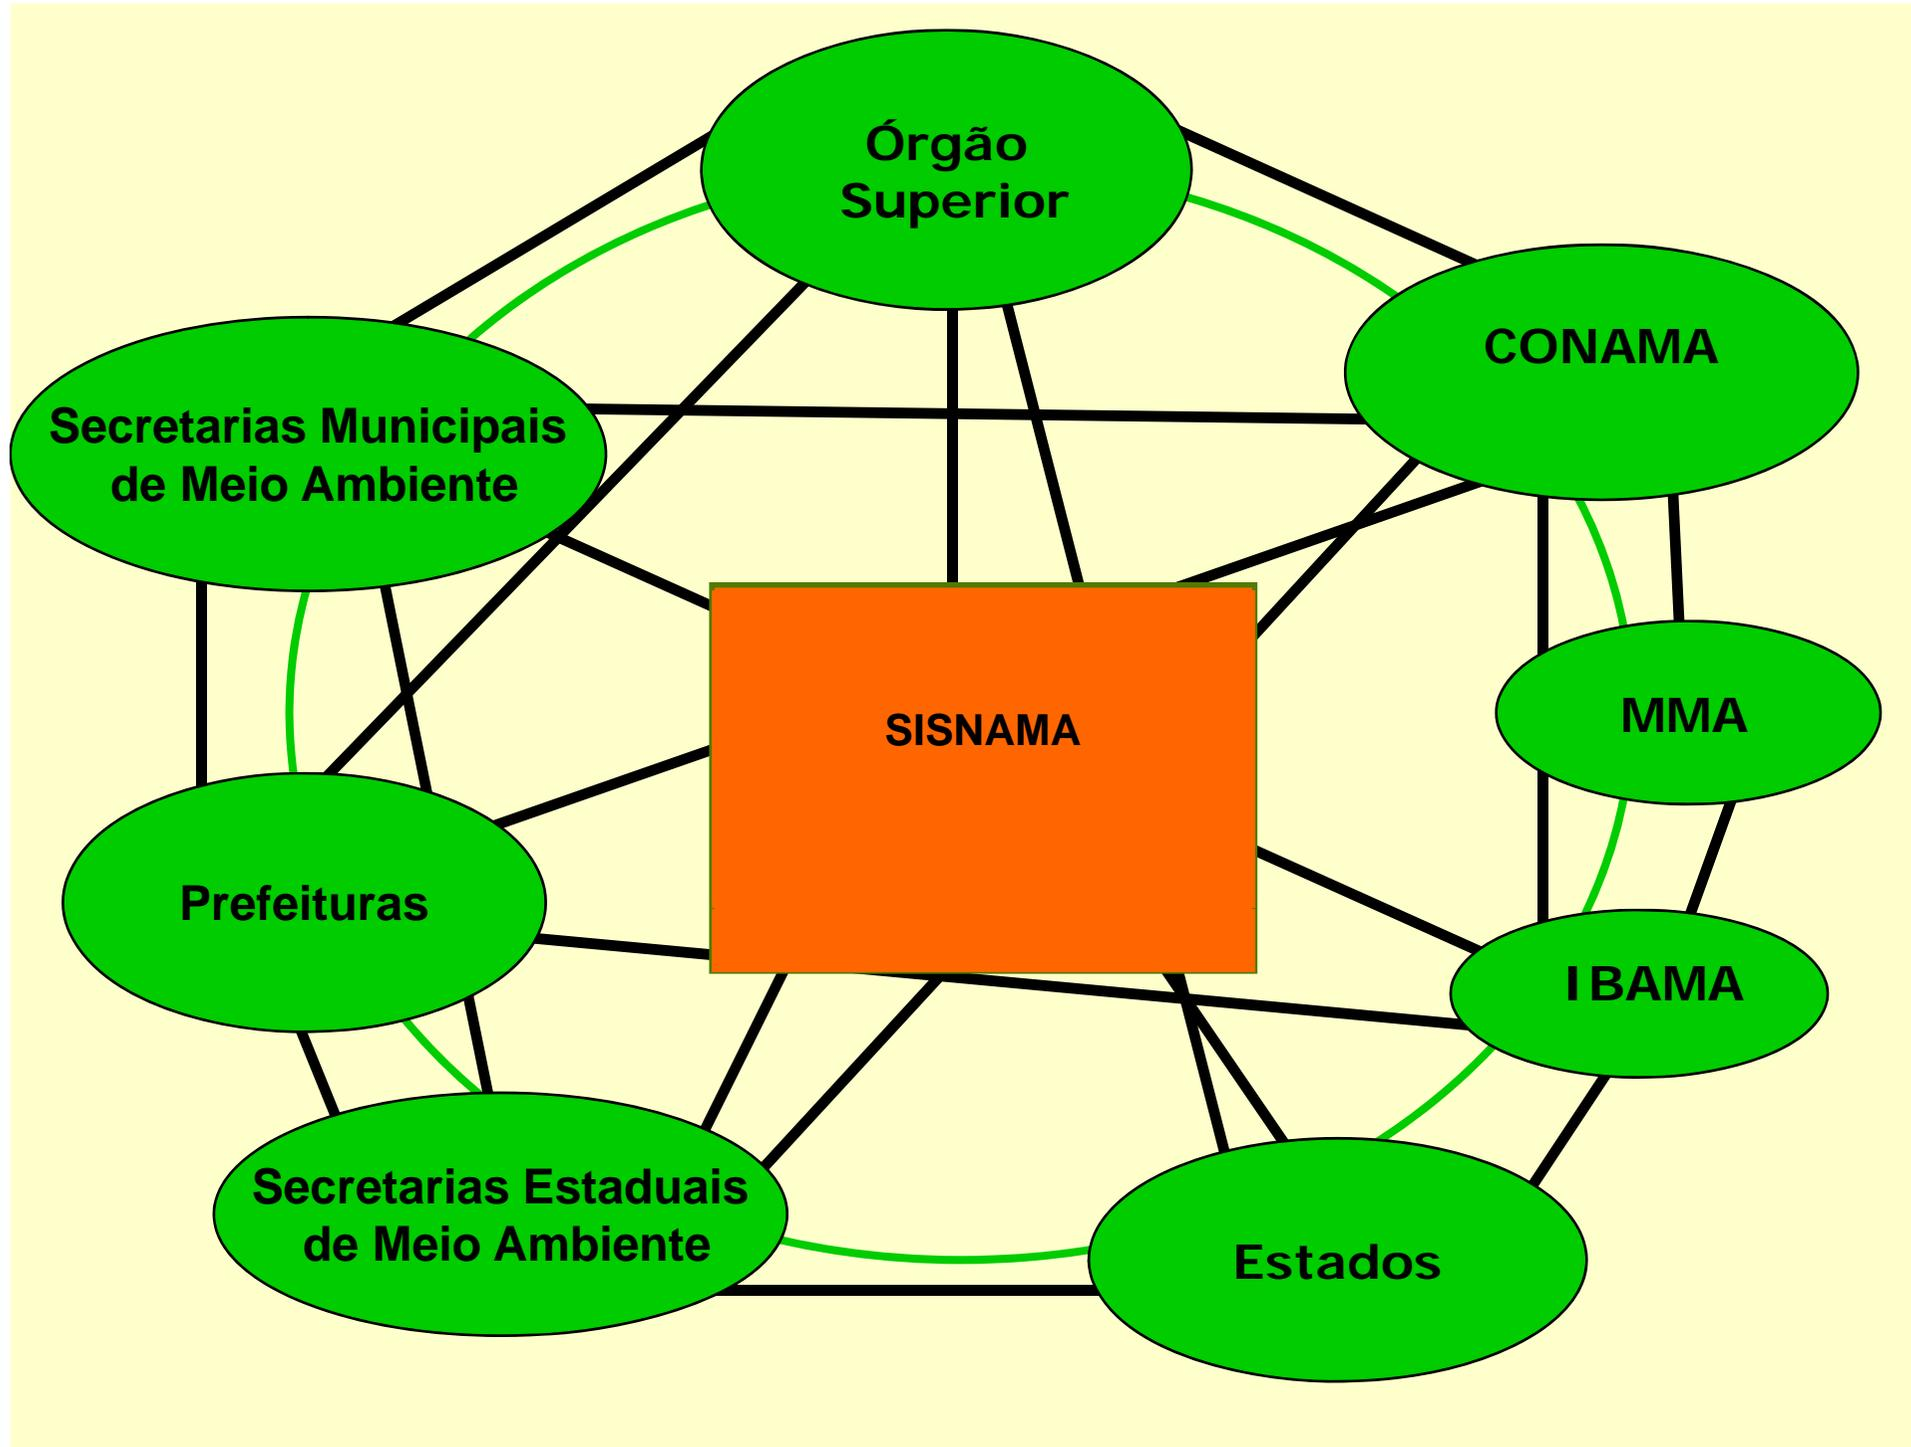 Órgão
Superior
CONAMA
Secretarias Municipais
de Meio Ambiente
SISNAMA
MMA
Prefeituras
IBAMA
Secretarias Estaduais
de Meio Ambiente
Estados